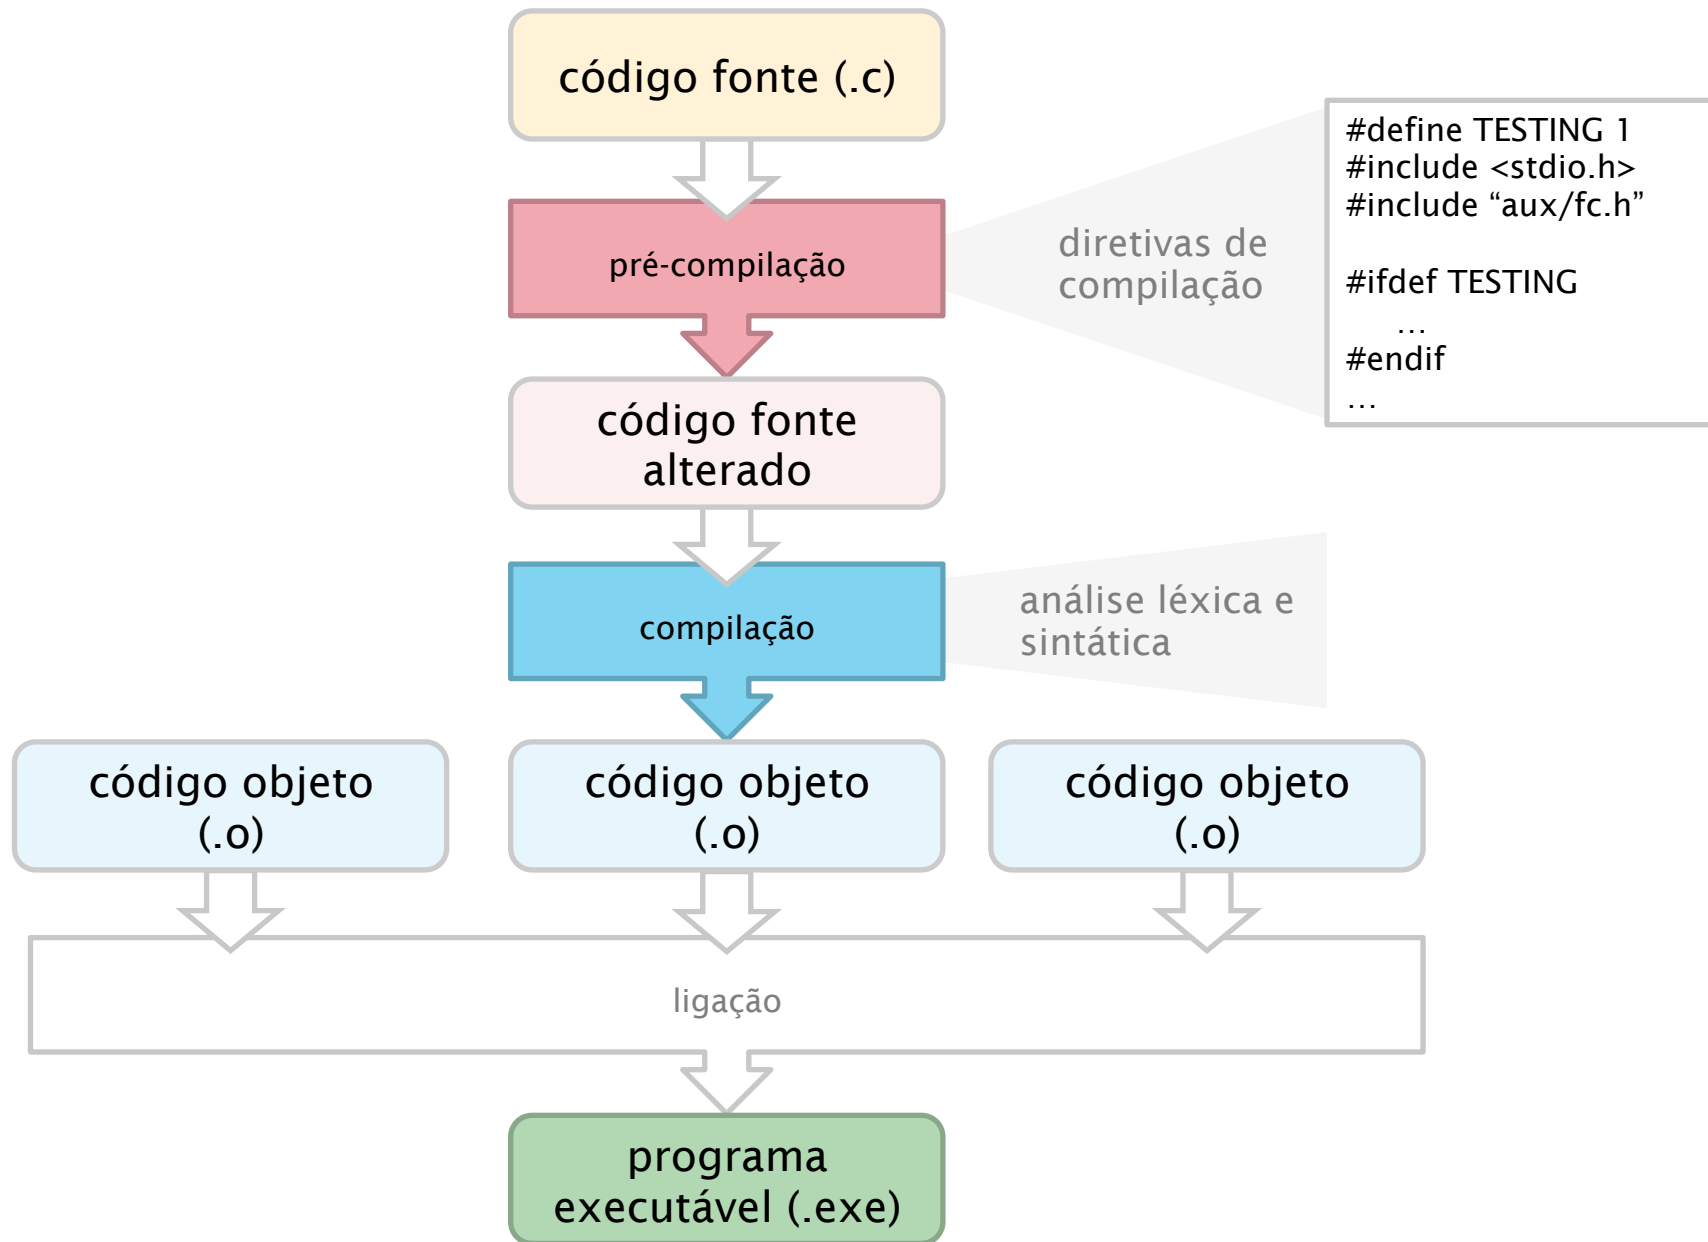 código fonte (.c)
#define TESTING 1
#include <stdio.h>
#include “aux/fc.h”
#ifdef TESTING
…
#endif
…
pré-compilação
diretivas de
compilação
código fonte
alterado
compilação
análise léxica e
sintática
código objeto
(.o)
código objeto
(.o)
código objeto
(.o)
ligação
programa
executável (.exe)